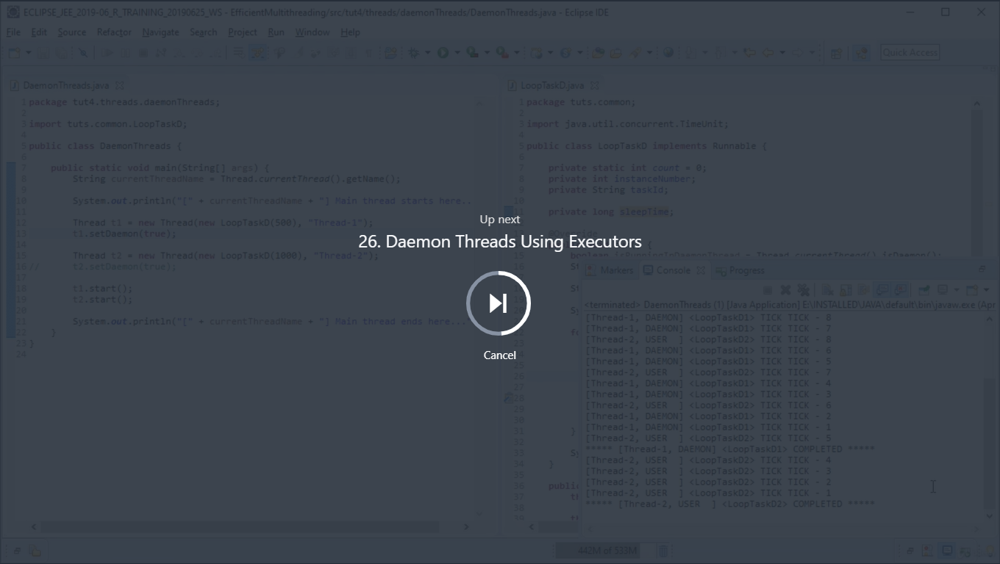 ECLIPSE_JEE_2019-06_R_TRAINING_20190625_WS - EfficientMultithreading/src/tut4/threads/daemonThreads/DaemonThreads.java - Eclipse IDE
File Edit Source Refactor Navigate Search Project Run Window Help
Quick Access
DaemonThreads.java
1 package tut4.threads.daemonThreads;
2
3 import tuts.common.LoopTaskD;
4
5 public class DaemonThreads {
6
7 public static void main(String[] args) {
8 String currentThreadName = Thread.currentThread().getName();
9
10 System.out.println("[" + currentThreadName + "] Main thread starts here..
11
12 Thread t1 = new Thread(new LoopTaskD(500), "Thread-1");
13 t1.setDaemon(true);
14
15 Thread t2 = new Thread(new LoopTaskD(1000), "Thread-2");
16 // t2.setDaemon(true);
17
18 t1.start();
19 t2.start();
20
21 System.out.println("[" + currentThreadName + "] Main thread ends here...
22 }
23 }
24
LoopTaskD.java
1 package tuts.common;
2
3 import java.util.concurrent.TimeUnit;
4
5 public class LoopTaskD implements Runnable {
6
7 private static int count = 0;
8 private int instanceNumber;
9 private String taskId;
10
11 private long sleepTime;
12
13 @Override
{
15 boolean isRunningInDaemonThread = Thread.currentThread().isDaemon();
16 St
17
18 St
19
20 Sy
21
22 fo
26
27
28
29
30
31 }
32
33 Sy
34 }
35
36 publi
37 th
38
39 th
Up next
26. Daemon Threads Using Executors
Cancel
Markers Console Progress
<terminated> DaemonThreads (1) [Java Application] E:\INSTALLED\JAVA\default\bin\javaw.exe (Apr
[Thread-1, DAEMON] <LoopTaskD1> TICK TICK - 8
[Thread-1, DAEMON] <LoopTaskD1> TICK TICK - 7
[Thread-2, USER ] <LoopTaskD2> TICK TICK - 8
[Thread-1, DAEMON] <LoopTaskD1> TICK TICK - 6
[Thread-1, DAEMON] <LoopTaskD1> TICK TICK - 5
[Thread-2, USER ] <LoopTaskD2> TICK TICK - 7
[Thread-1, DAEMON] <LoopTaskD1> TICK TICK - 4
[Thread-1, DAEMON] <LoopTaskD1> TICK TICK - 3
[Thread-2, USER ] <LoopTaskD2> TICK TICK - 6
[Thread-1, DAEMON] <LoopTaskD1> TICK TICK - 2
[Thread-1, DAEMON] <LoopTaskD1> TICK TICK - 1
[Thread-2, USER ] <LoopTaskD2> TICK TICK - 5
***** [Thread-1, DAEMON] <LoopTaskD1> COMPLETED *****
[Thread-2, USER ] <LoopTaskD2> TICK TICK - 4
[Thread-2, USER ] <LoopTaskD2> TICK TICK - 3
[Thread-2, USER ] <LoopTaskD2> TICK TICK - 2
[Thread-2, USER ] <LoopTaskD2> TICK TICK - 1
***** [Thread-2, USER ] <LoopTaskD2> COMPLETED *****
442M of 533M